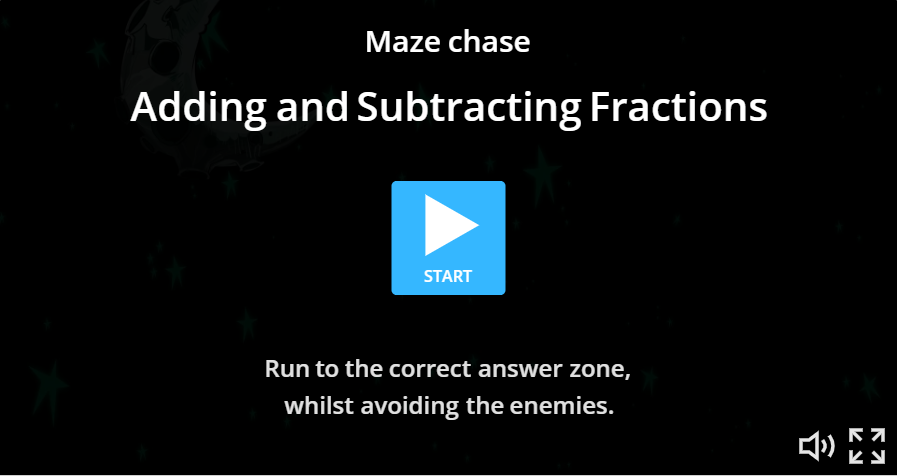 Maze chase
Adding and Subtracting Fractions
START
Run to the correct answer zone,
whilst avoiding the enemies.